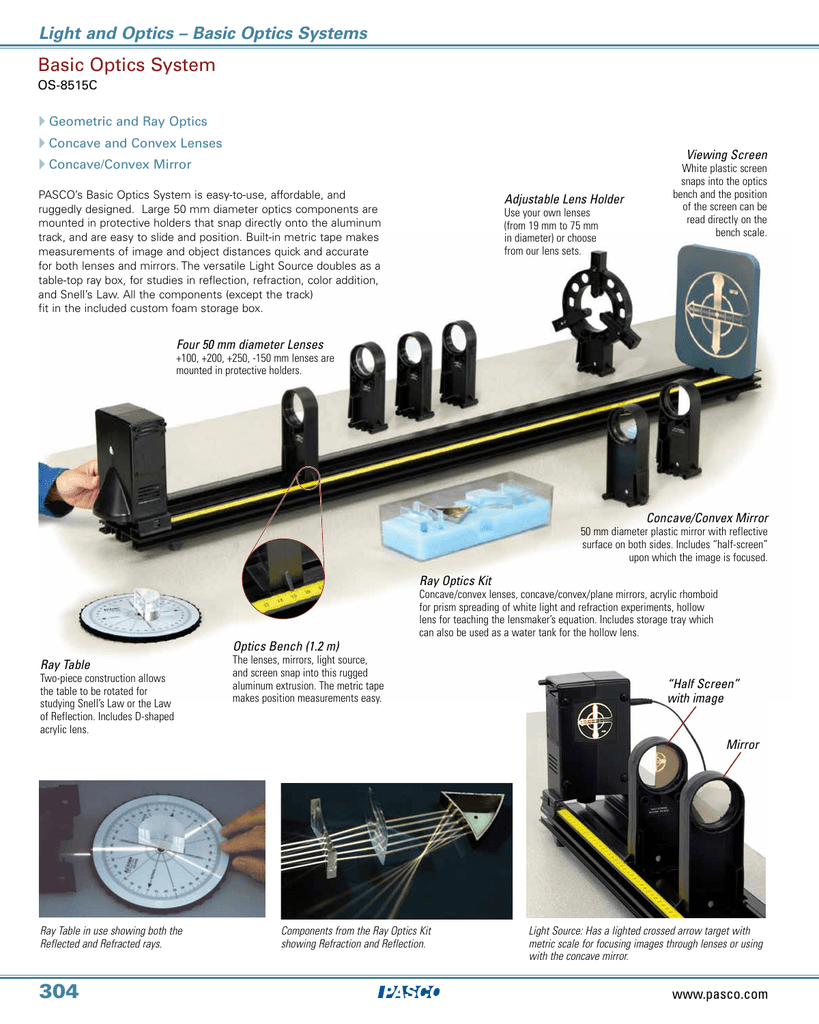 Light and Optics – Basic Optics Systems
Basic Optics System
OS-8515C
Geometric and Ray Optics
Concave and Convex Lenses
Concave/Convex Mirror
PASCO's Basic Optics System is easy-to-use, affordable, and
ruggedly designed. Large 50 mm diameter optics components are
mounted in protective holders that snap directly onto the aluminum
track, and are easy to slide and position. Built-in metric tape makes
measurements of image and object distances quick and accurate
for both lenses and mirrors. The versatile Light Source doubles as a
table-top ray box, for studies in reflection, refraction, color addition,
and Snell's Law. All the components (except the track)
fit in the included custom foam storage box.
Viewing Screen
White plastic screen
snaps into the optics
bench and the position
of the screen can be
read directly on the
bench scale.
Adjustable Lens Holder
Use your own lenses
(from 19 mm to 75 mm
in diameter) or choose
from our lens sets.
Four 50 mm diameter Lenses
+100, +200, +250, -150 mm lenses are
mounted in protective holders.
Concave/Convex Mirror
50 mm diameter plastic mirror with reflective
surface on both sides. Includes “half-screen”
upon which the image is focused.
Ray Optics Kit
Concave/convex lenses, concave/convex/plane mirrors, acrylic rhomboid
for prism spreading of white light and refraction experiments, hollow
lens for teaching the lensmaker's equation. Includes storage tray which
can also be used as a water tank for the hollow lens.
Optics Bench (1.2 m)
The lenses, mirrors, light source,
and screen snap into this rugged
aluminum extrusion. The metric tape
makes position measurements easy.
Ray Table
Two-piece construction allows
the table to be rotated for
studying Snell's Law or the Law
of Reflection. Includes D-shaped
acrylic lens.
“Half Screen”
with image
Mirror
Ray Table in use showing both the
Reflected and Refracted rays.
Components from the Ray Optics Kit
showing Refraction and Reflection.
Light Source: Has a lighted crossed arrow target with
metric scale for focusing images through lenses or using
with the concave mirror.
304
PASCO
www.pasco.com